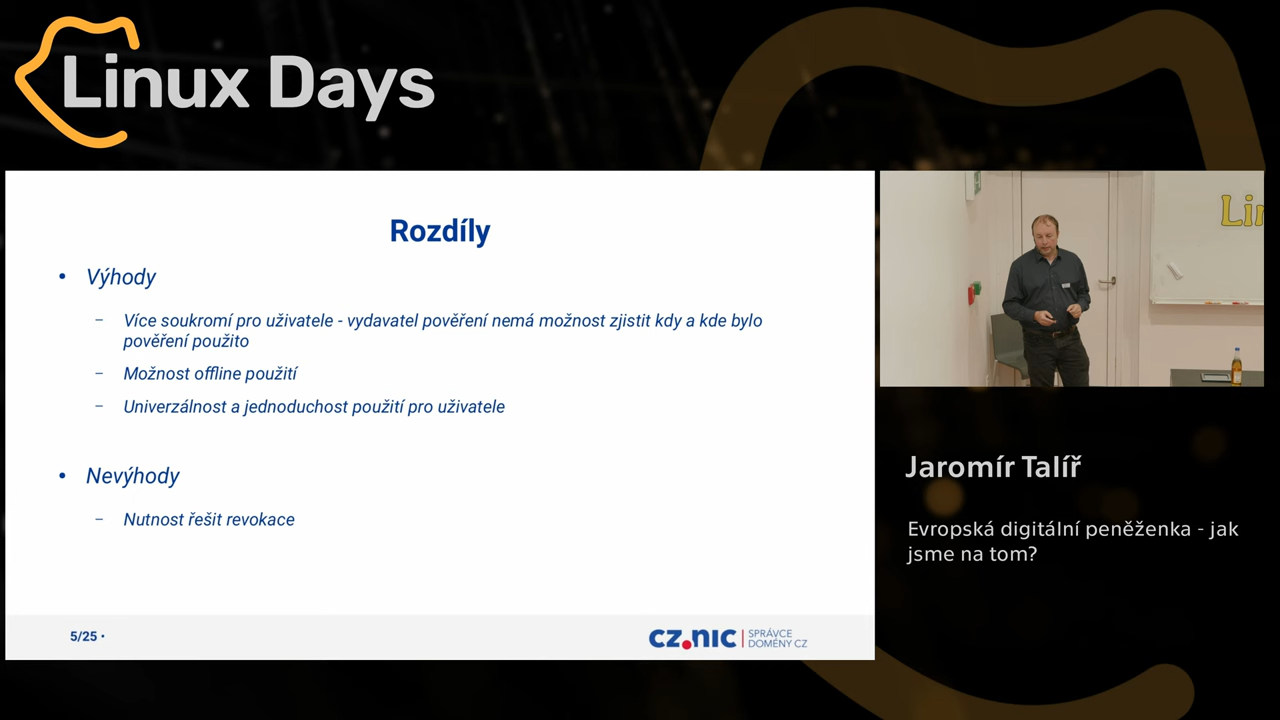 Linux Days
Rozdíly
• Výhody
– Více soukromí pro uživatele - vydavatel pověření nemá možnost zjistit kdy a kde bylo
pověření použito
– Možnost offline použití
– Univerzálnost a jednoduchost použití pro uživatele
• Nevýhody
– Nutnost řešit revokace
5/25 •
cz.nic
SPRÁVCE
DOMÉNY CZ
Lin
Jaromír Talíř
Evropská digitální peněženka - jak
jsme na tom?